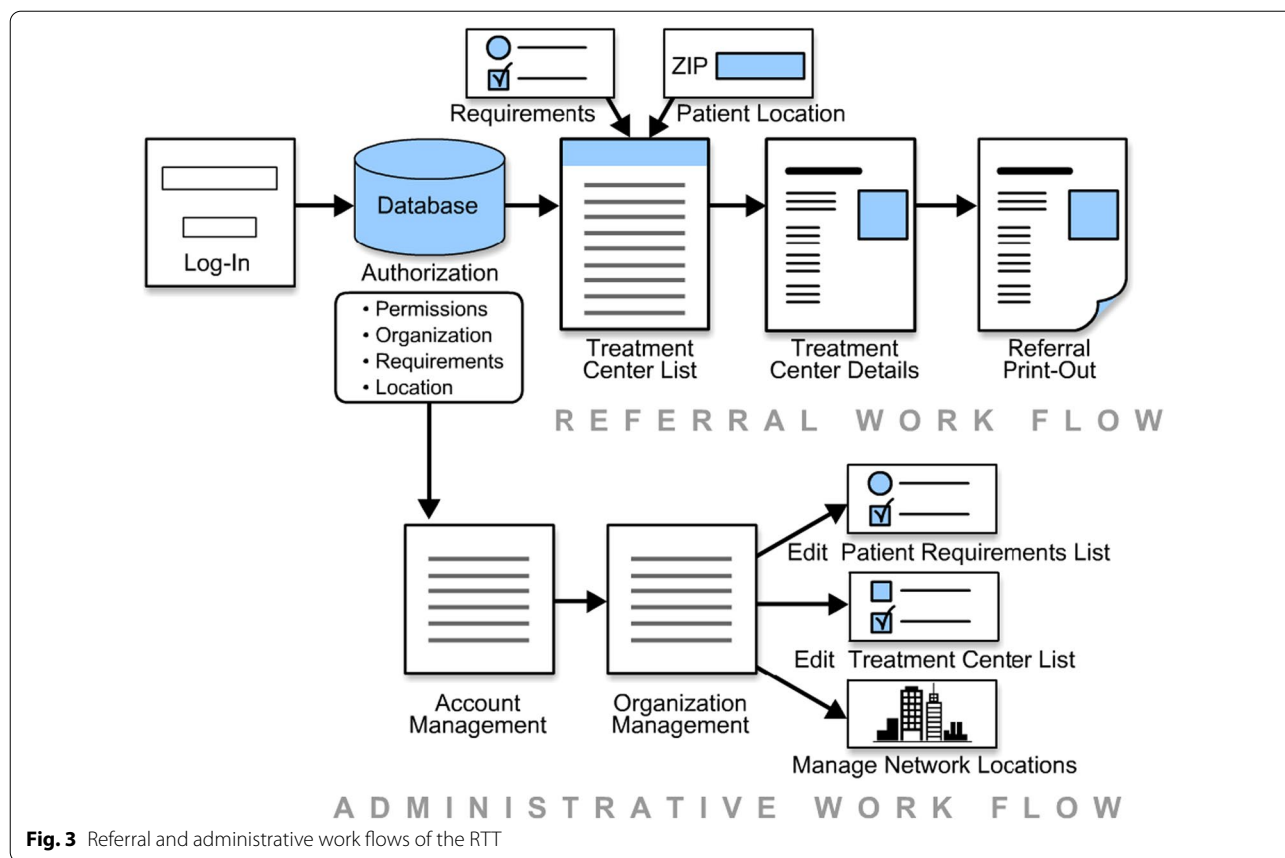 ZIP
Requirements
Patient Location
Log-In
Database
Authorization
• Permissions
• Organization
• Requirements
• Location
Treatment
Center List
Treatment
Center Details
Referral
Print-Out
REFERRAL WORK FLOW
Account
Management
Organization
Management
Edit Patient Requirements List
Edit Treatment Center List
Manage Network Locations
ADMINISTRATIVE WORK FLOW
Fig. 3 Referral and administrative work flows of the RTT